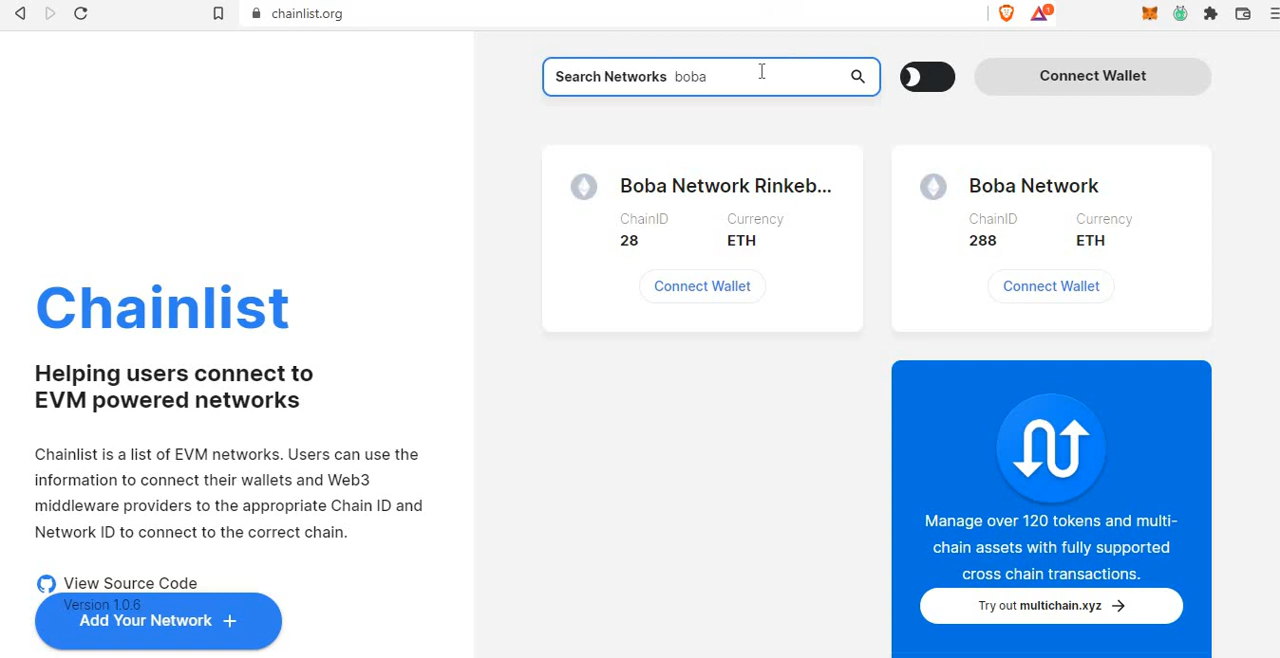 chainlist.org
1
Search Networks boba
Connect Wallet
Boba Network Rinkeb...
ChainID Currency
28 ETH
Connect Wallet
Boba Network
ChainID Currency
288 ETH
Connect Wallet
Chainlist
Helping users connect to
EVM powered networks
Chainlist is a list of EVM networks. Users can use the
information to connect their wallets and Web3
middleware providers to the appropriate Chain ID and
Network ID to connect to the correct chain.
View Source Code
Version 1.0.6
Add Your Network +
Manage over 120 tokens and multi-
chain assets with fully supported
cross chain transactions.
Try out multichain.xyz →